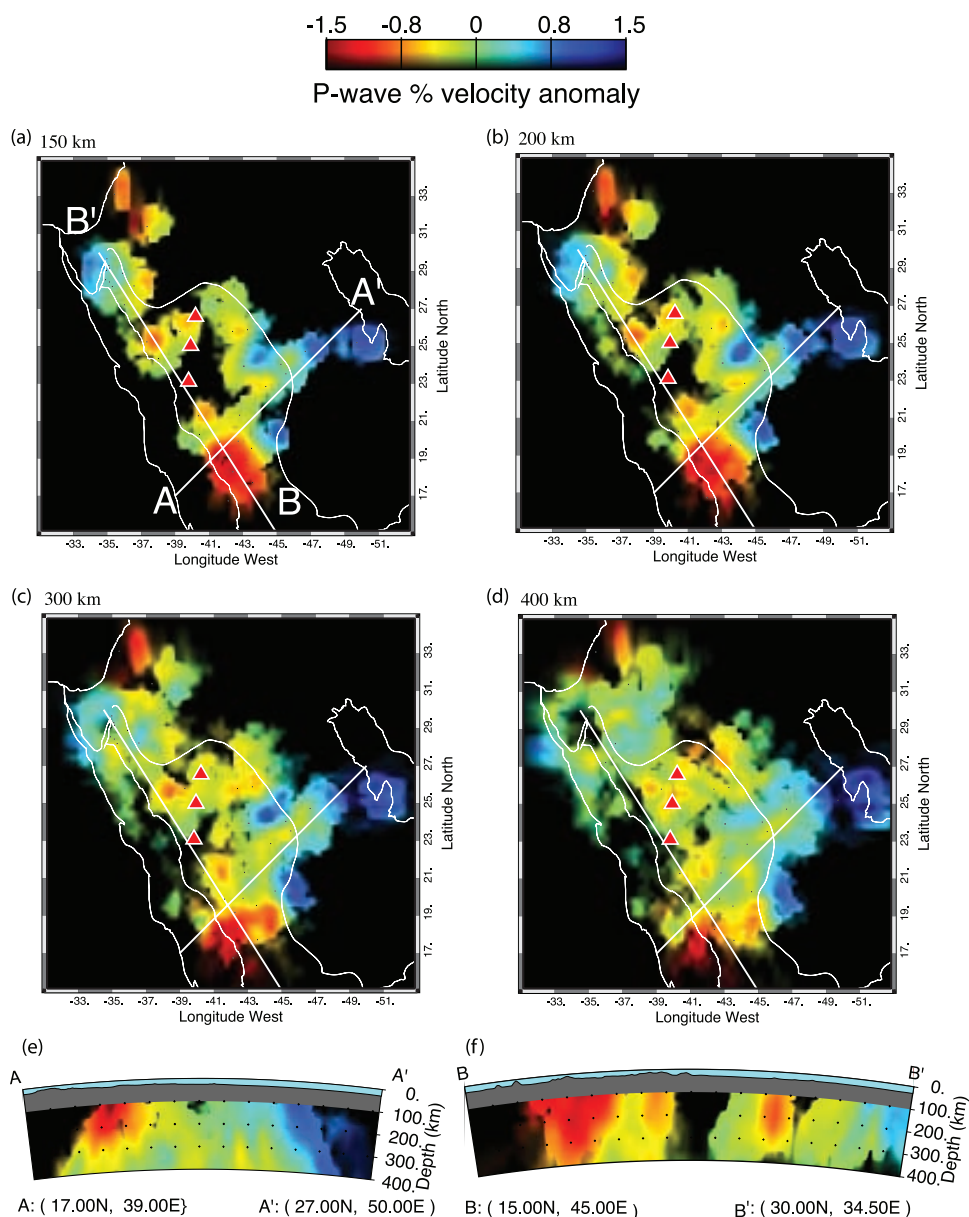 -1.5 -0.8 0 0.8 1.5
P-wave % velocity anomaly
(a) 150 km
(b) 200 km
B'
A'
A
B
33.
31.
29.
27.
25.
23.
21.
19.
17.
Latitude North
-33. -35. -37. -39. -41. -43. -45. -47. -49. -51.
Longitude West
33.
31.
29.
27.
25.
23.
21.
19.
17.
Latitude North
-33. -35. -37. -39. -41. -43. -45. -47. -49. -51.
Longitude West
(c) 300 km
(d) 400 km
33.
31.
29.
27.
25.
23.
21.
19.
17.
Latitude North
-33. -35. -37. -39. -41. -43. -45. -47. -49. -51.
Longitude West
33.
31.
29.
27.
25.
23.
21.
19.
17.
Latitude North
-33. -35. -37. -39. -41. -43. -45. -47. -49. -51.
Longitude West
(e)
A
A'
0.
100.
200.
300.
400.
Depth (km)
A: ( 17.00N, 39.00E}
A': ( 27.00N, 50.00E )
(f)
B
B'
0.
100.
200.
300.
400.
Depth (km)
B: ( 15.00N, 45.00E )
B': ( 30.00N, 34.50E )